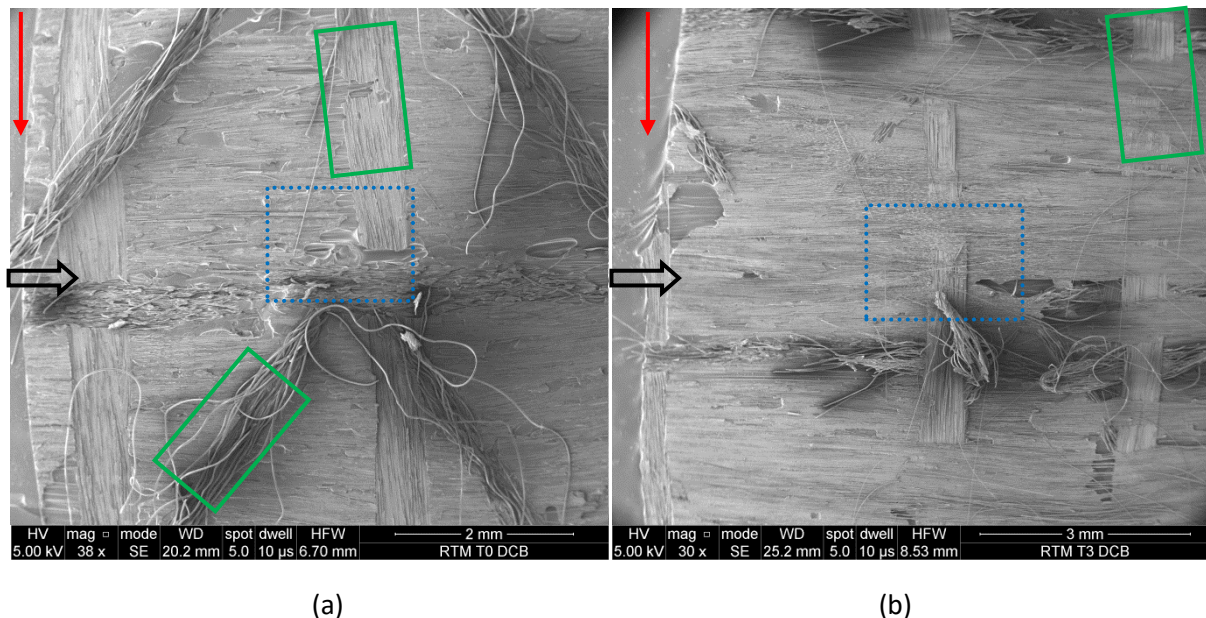 HV mag □ mode WD spot dwell HFW 2 mm
5.00 kV 38 x SE 20.2 mm 5.0 10 µs 6.70 mm RTM T0 DCB
HV mag □ mode WD spot dwell HFW 3 mm
5.00 kV 30 x SE 25.2 mm 5.0 10 µs 8.53 mm RTM T3 DCB
(a)
(b)